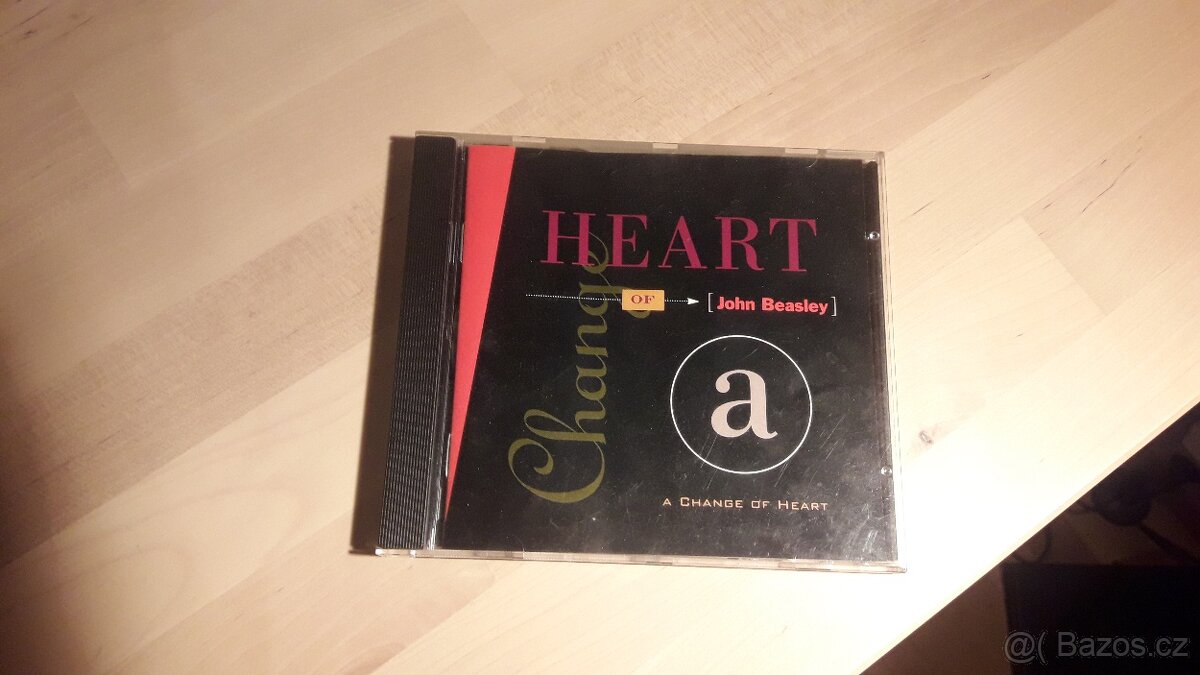 HEART
Change
OF
[John Beasley]
a
A CHANGE OF HEART
@( Bazos.cz